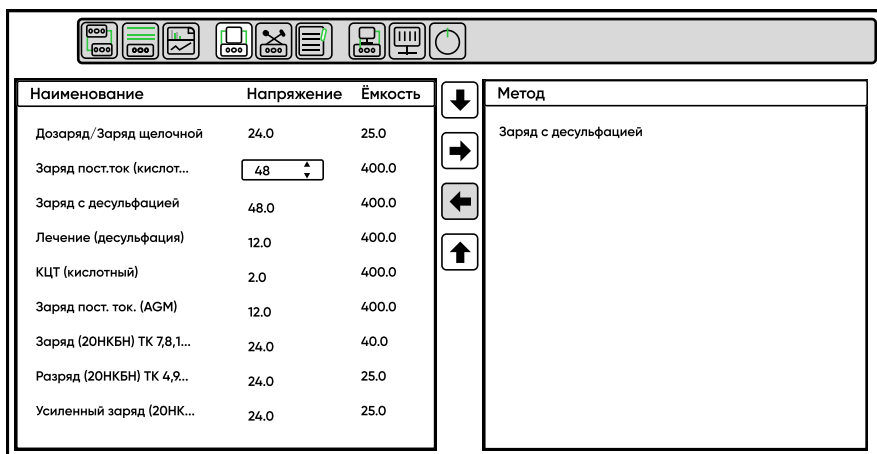 Наименование Напряжение Ёмкость
Дозаряд/Заряд щелочной 24.0 25.0
Заряд пост.ток (кислот... 48 400.0
Заряд с десульфацией 48.0 400.0
Лечение (десульфация) 12.0 400.0
КЦТ (кислотный) 2.0 400.0
Заряд пост. ток. (AGM) 12.0 400.0
Заряд (20НКБН) ТК 7,8,1... 24.0 40.0
Разряд (20НКБН) ТК 4,9... 24.0 25.0
Усиленный заряд (20НК... 24.0 25.0
Метод
Заряд с десульфацией